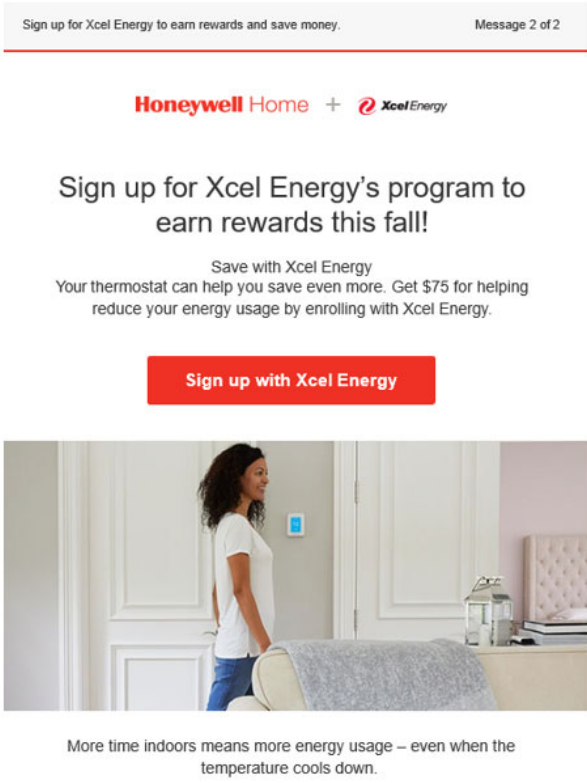 Sign up for Xcel Energy to earn rewards and save money.
Message 2 of 2
Honeywell Home + Xcel Energy
Sign up for Xcel Energy's program to
earn rewards this fall!
Save with Xcel Energy
Your thermostat can help you save even more. Get $75 for helping
reduce your energy usage by enrolling with Xcel Energy.
Sign up with Xcel Energy
More time indoors means more energy usage – even when the
temperature cools down.